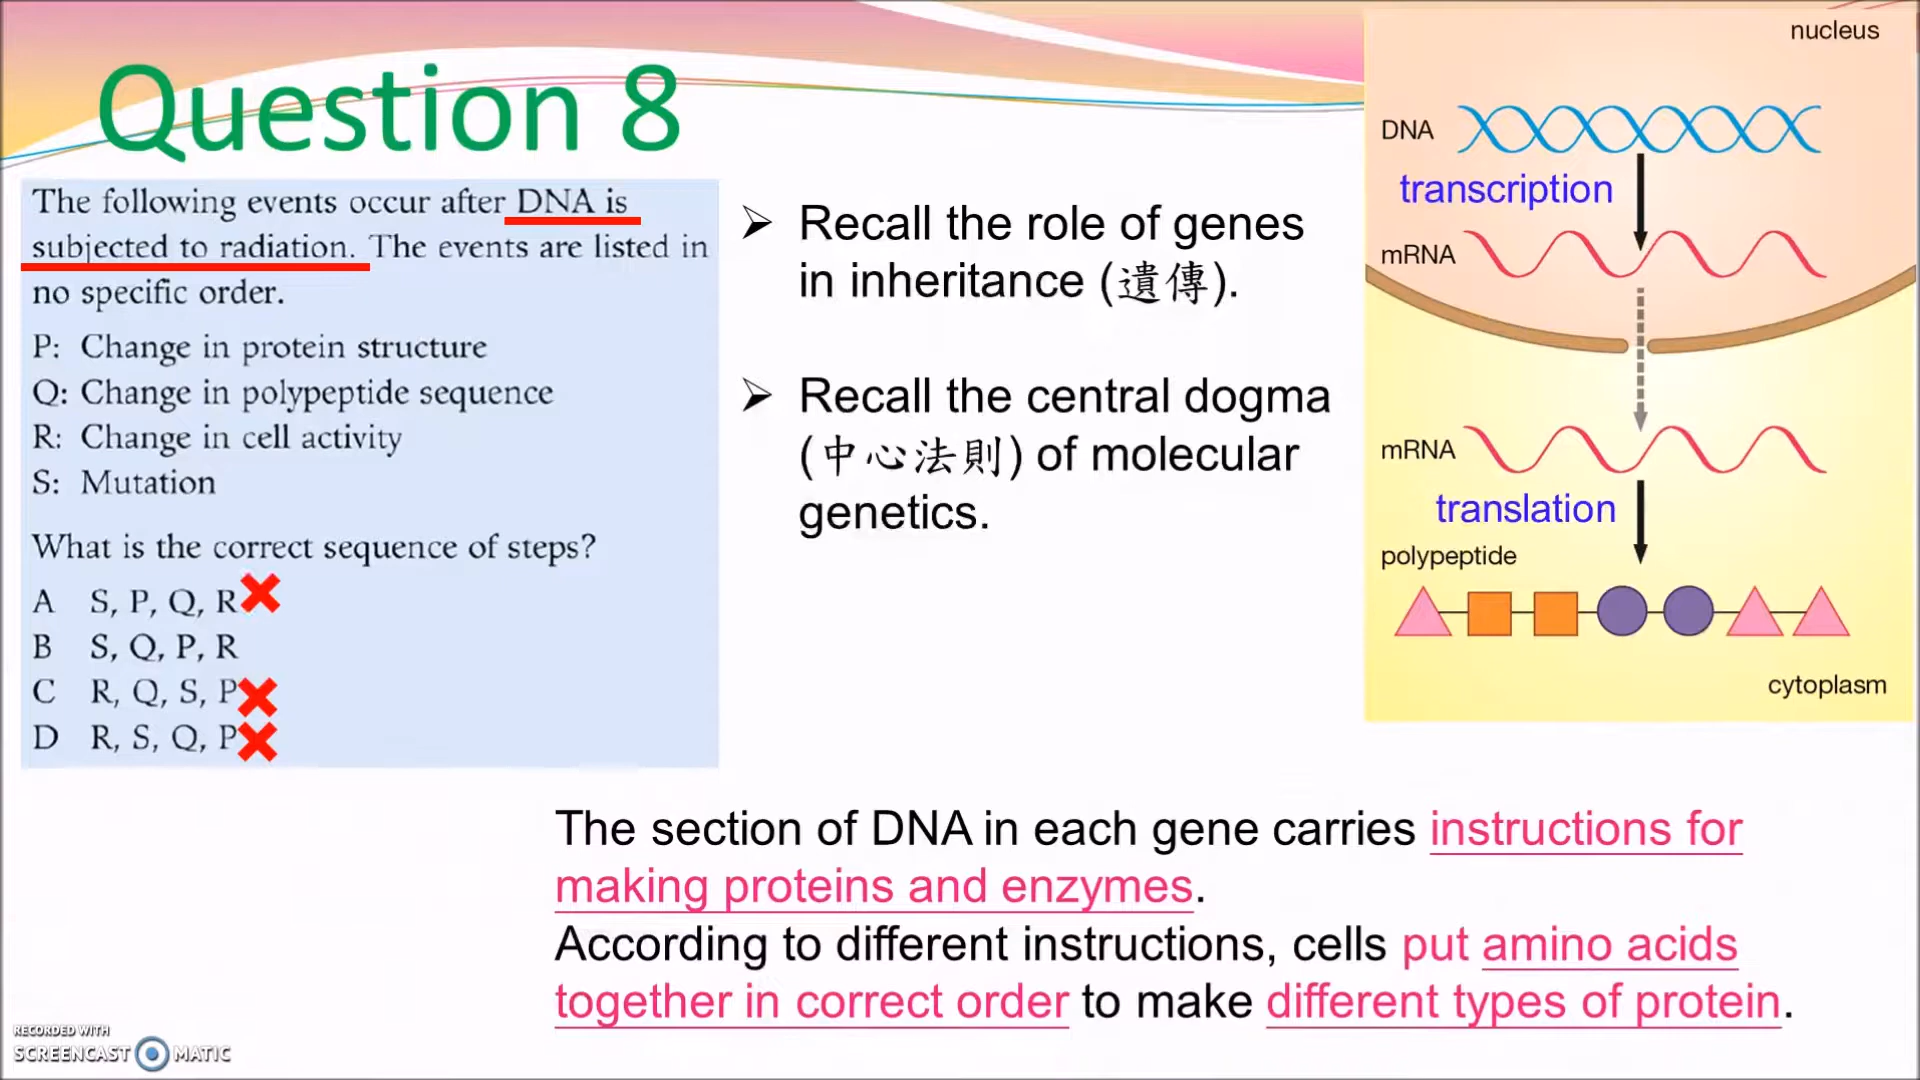 Question 8
The following events occur after DNA is
subjected to radiation. The events are listed in
no specific order.
P: Change in protein structure
Q: Change in polypeptide sequence
R: Change in cell activity
S: Mutation
What is the correct sequence of steps?
A S, P, Q, R
B S, Q, P, R
C R, Q, S, P
D R, S, Q, P
➢ Recall the role of genes
in inheritance (遺傳).
➢ Recall the central dogma
(中心法則) of molecular
genetics.
nucleus
DNA
transcription
mRNA
mRNA
translation
polypeptide
cytoplasm
The section of DNA in each gene carries instructions for
making proteins and enzymes.
According to different instructions, cells put amino acids
together in correct order to make different types of protein.
RECORDED WITH
SCREENCAST MATIC